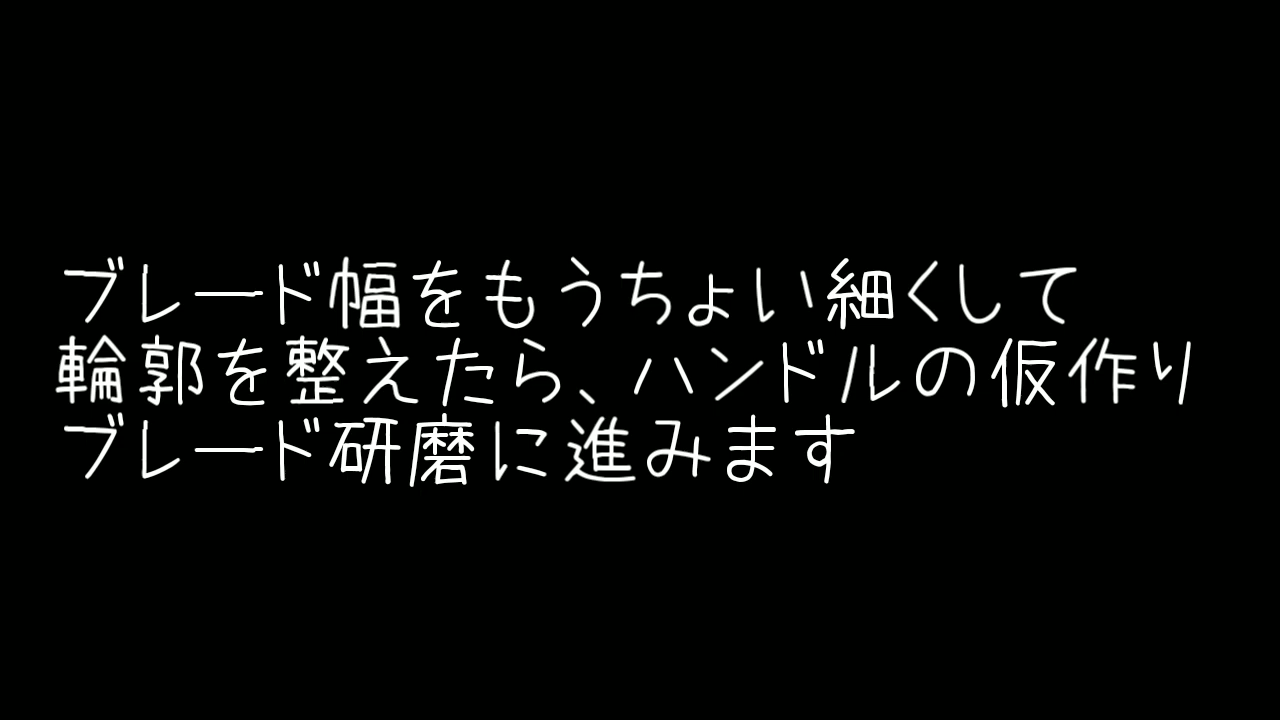 ブレード幅をもうちょい細くして
輪郭を整えたら、ハンドルの仮作り
ブレード研磨に進みます